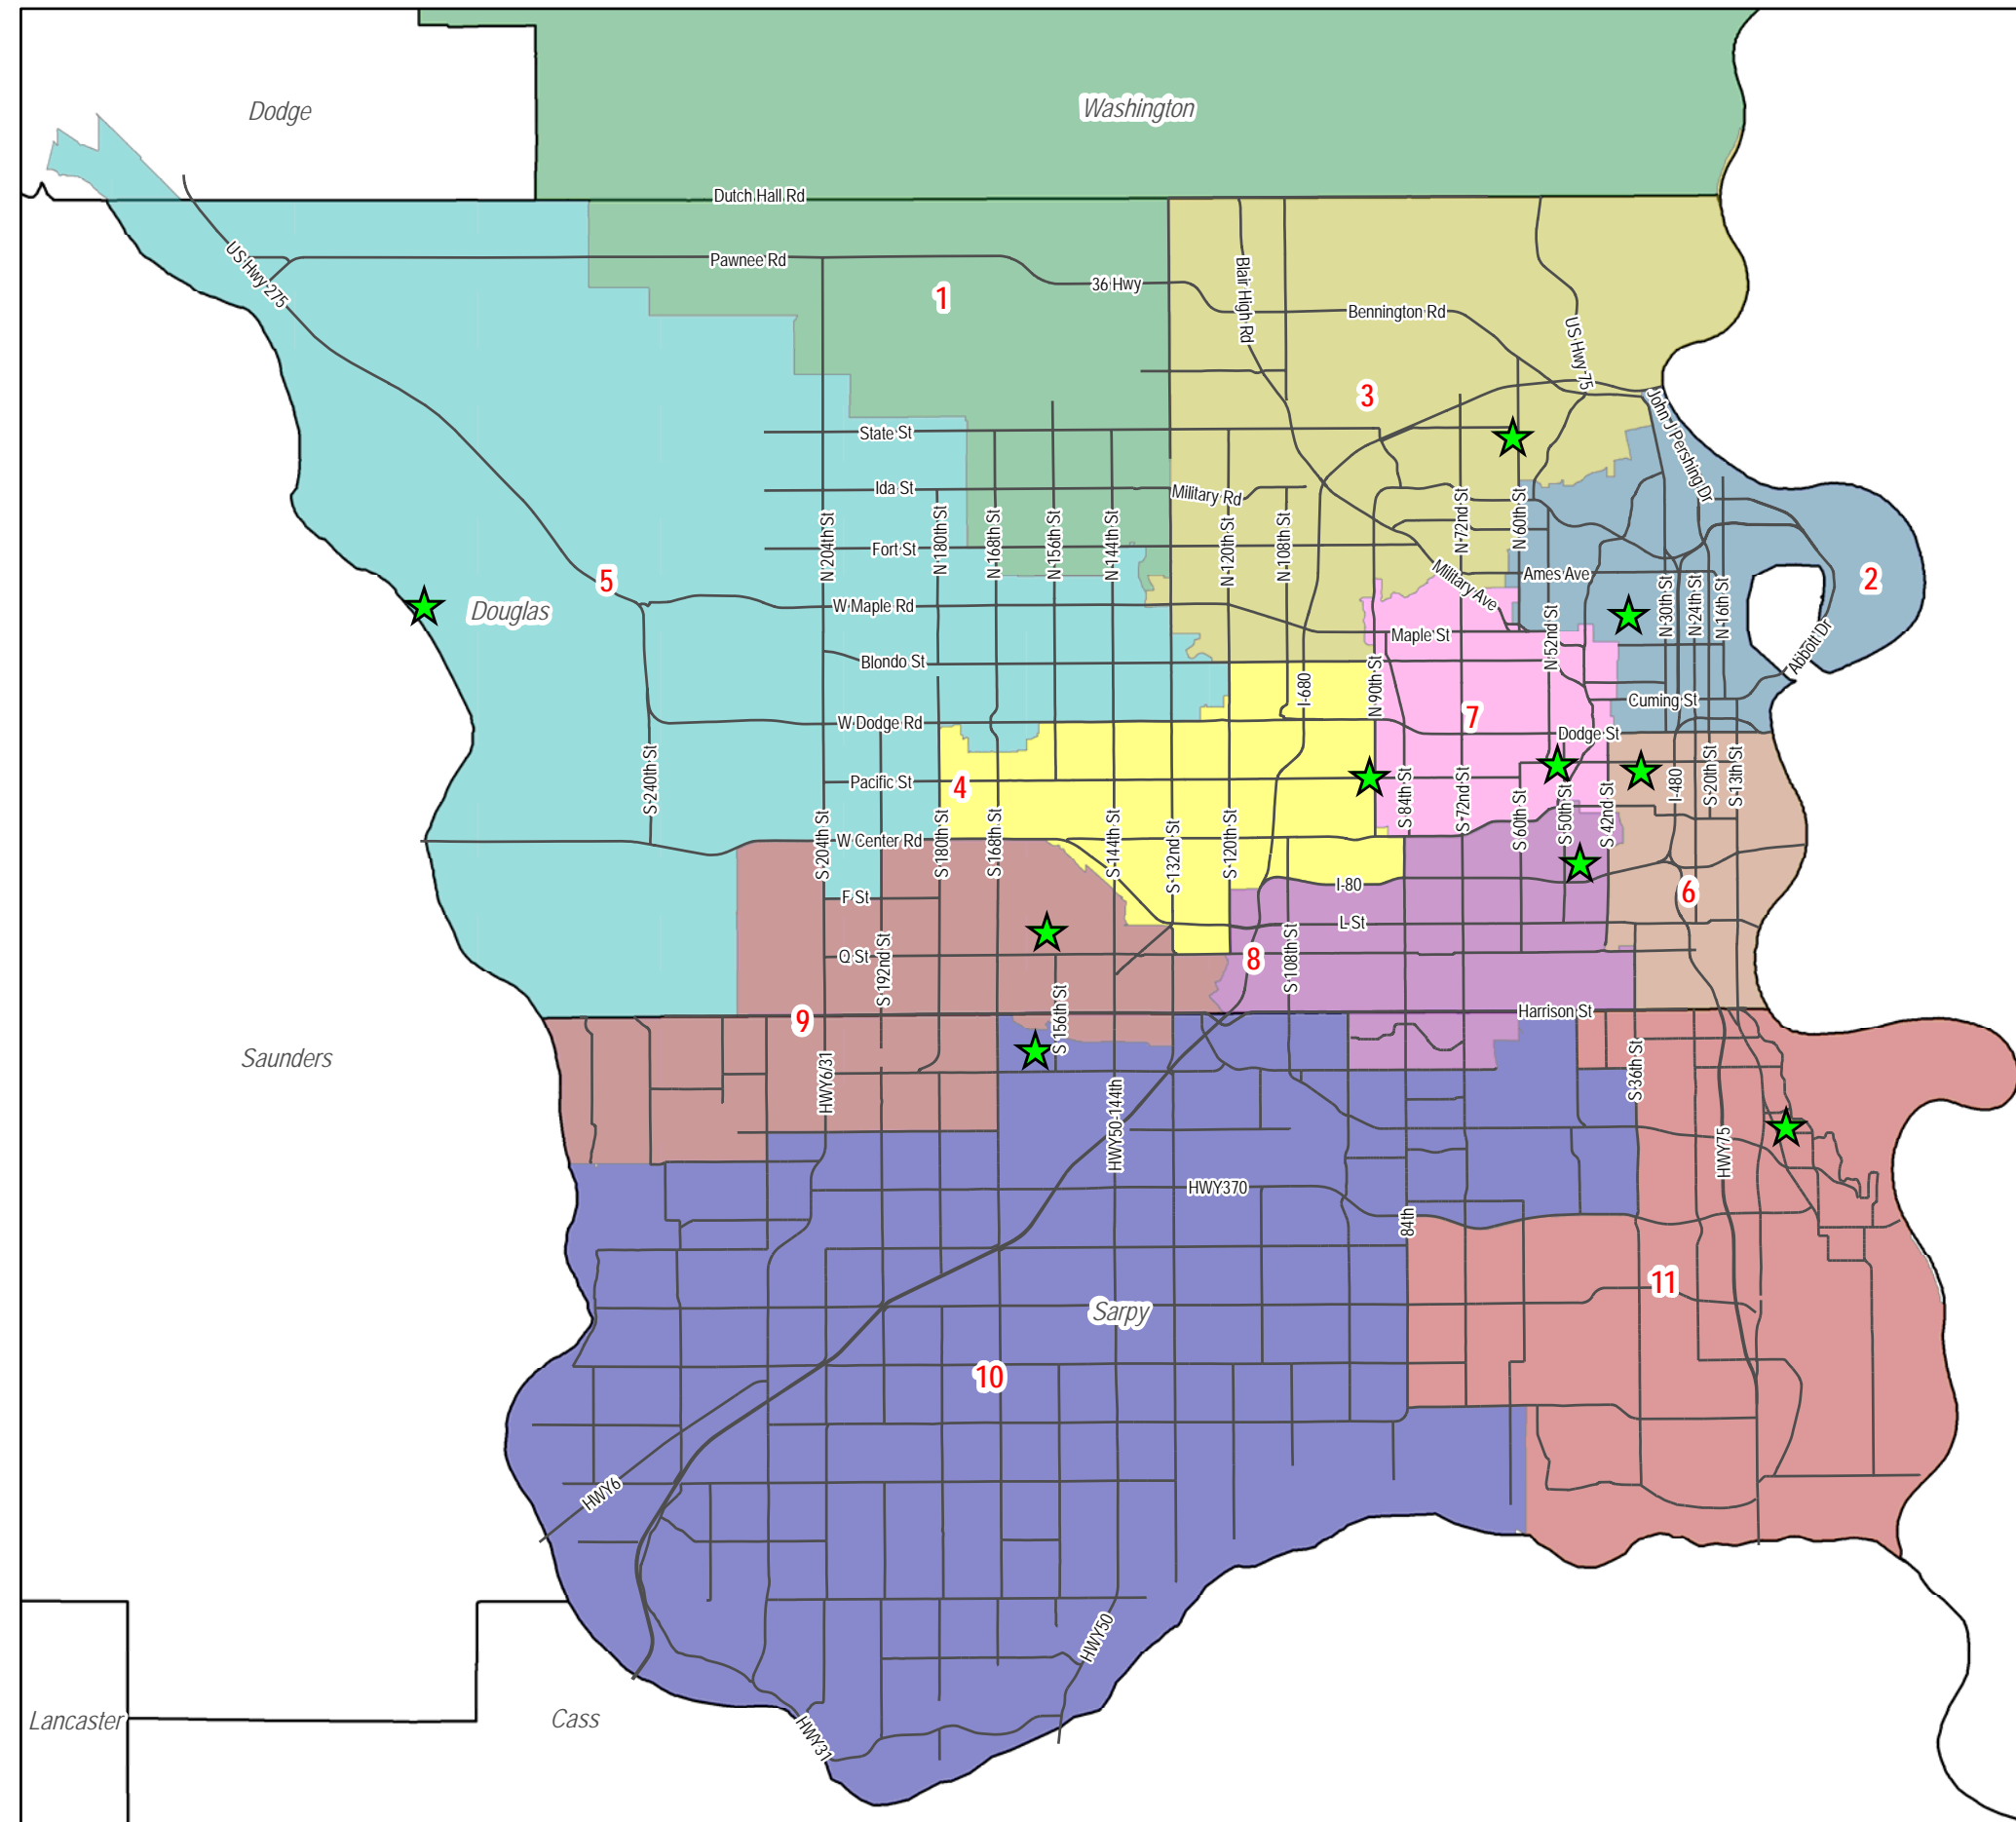 Dodge
Washington
Dutch Hall Rd
US Hwy 275
Pawnee Rd
36 Hwy
1
Blair High Rd
Bennington Rd
US Hwy 75
3
John J Pershing Dr
State St
Ida St
Military Rd
N 204th St
N 180th St
N 168th St
N 156th St
N 144th St
N 120th St
N 108th St
N 72nd St
N 60th St
Fort St
Military Ave
Ames Ave
2
5
Douglas
W Maple Rd
Maple St
N 52nd St
N 30th St
N 24th St
N 16th St
Abbott Dr
Blondo St
I-680
N 90th St
Cuming St
W Dodge Rd
7
Dodge St
S 240th St
Pacific St
4
S 84th St
S 72nd St
S 60th St
S 50th St
S 42nd St
I-480
S 20th St
S 13th St
W Center Rd
S 204th St
S 180th St
S 168th St
S 144th St
S 132nd St
S 120th St
F St
I-80
6
L St
Q St
S 192nd St
8
S 108th St
9
S 156th St
Harrison St
Saunders
HWY6/31
HWY50-144th
S 36th St
HWY75
HWY370
84th
11
Sarpy
10
HWY6
HWY50
Lancaster
Cass
HWY31